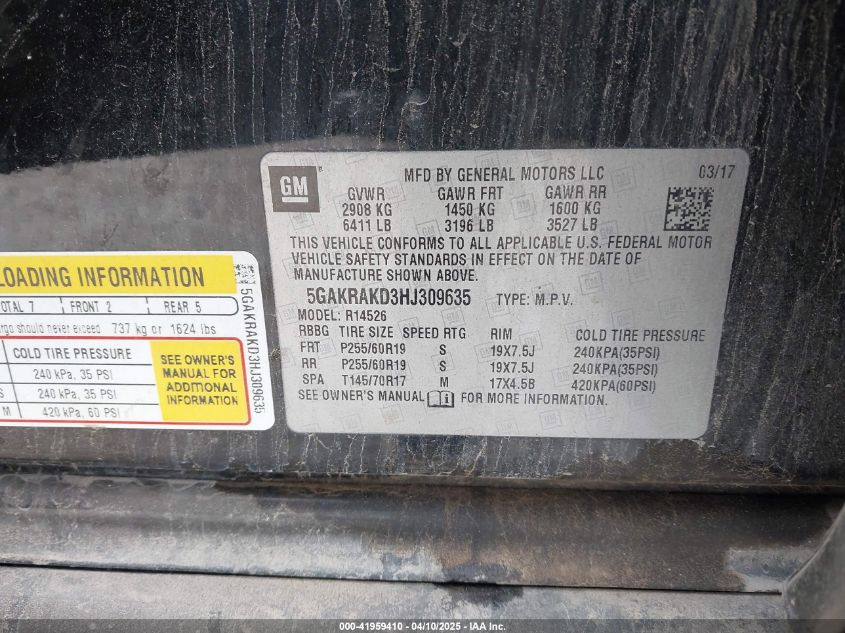 GM
MFD BY GENERAL MOTORS LLC 03/17
GVWR GAWR FRT GAWR RR
2908 KG 1450 KG 1600 KG
6411 LB 3196 LB 3527 LB
THIS VEHICLE CONFORMS TO ALL APPLICABLE U.S. FEDERAL MOTOR
VEHICLE SAFETY STANDARDS IN EFFECT ON THE DATE OF
MANUFACTURE SHOWN ABOVE.
5GAKRAKD3HJ309635 TYPE: M.P.V.
MODEL: R14526
RBBG TIRE SIZE SPEED RTG RIM COLD TIRE PRESSURE
FRT P255/60R19 S 19X7.5J 240KPA(35PSI)
RR P255/60R19 S 19X7.5J 240KPA(35PSI)
SPA T145/70R17 M 17X4.5B 420KPA(60PSI)
SEE OWNER'S MANUAL FOR MORE INFORMATION.
LOADING INFORMATION
OTAL 7 FRONT 2 REAR 5
rgo should never exceed 737 kg or 1624 lbs
COLD TIRE PRESSURE
240 kPa, 35 PSI
S 240 kPa, 35 PSI
M 420 kPa, 60 PSI
SEE OWNER'S
MANUAL FOR
ADDITIONAL
INFORMATION
5GAKRAKD3HJ309635
000-41959410 - 04/10/2025 - IAA, Inc.